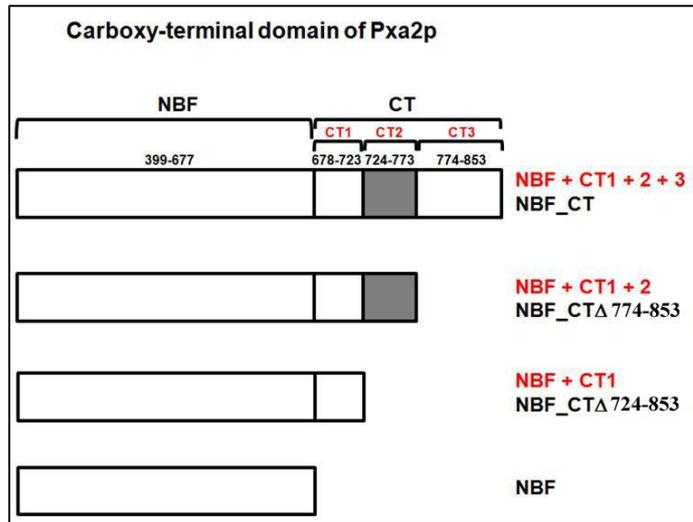 Carboxy-terminal domain of Pxa2p
NBF CT
CT1 CT2 CT3
399-677 678-723 724-773 774-853
NBF + CT1 + 2 + 3
NBF_CT
NBF + CT1 + 2
NBF_CTΔ 774-853
NBF + CT1
NBF_CTΔ 724-853
NBF